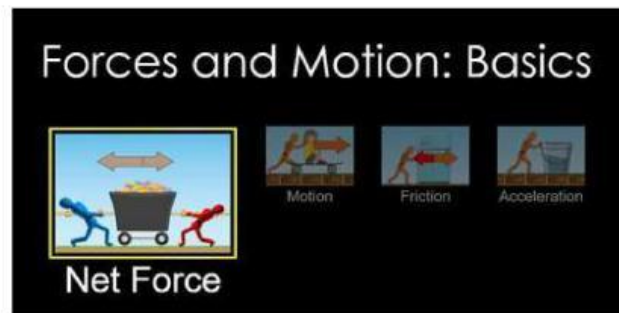 Forces and Motion: Basics
Motion
Friction
Acceleration
Net Force